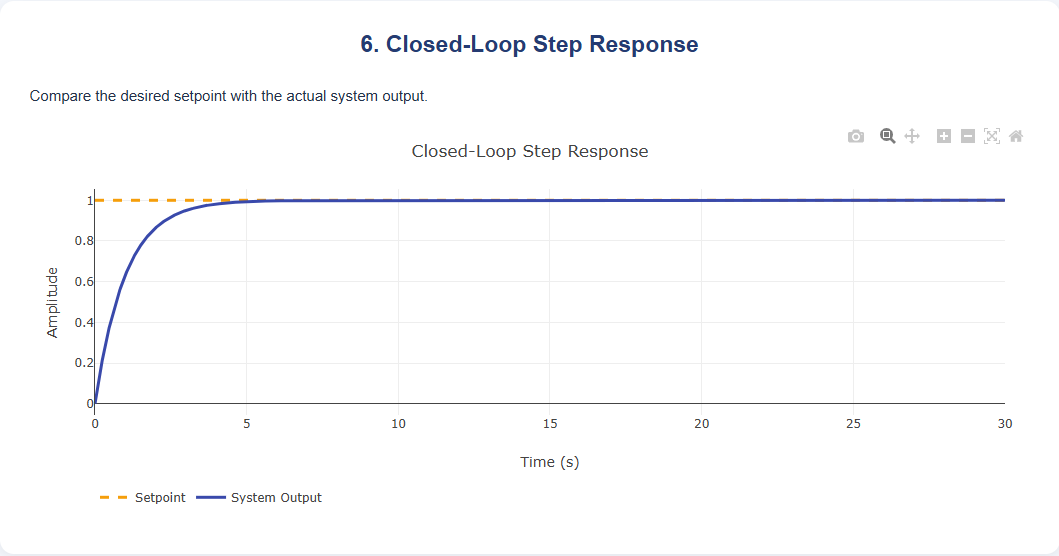 6. Closed-Loop Step Response
Compare the desired setpoint with the actual system output.
Closed-Loop Step Response
1
0.8
0.6
0.4
0.2
0
Amplitude
0 5 10 15 20 25 30
Time (s)
Setpoint System Output